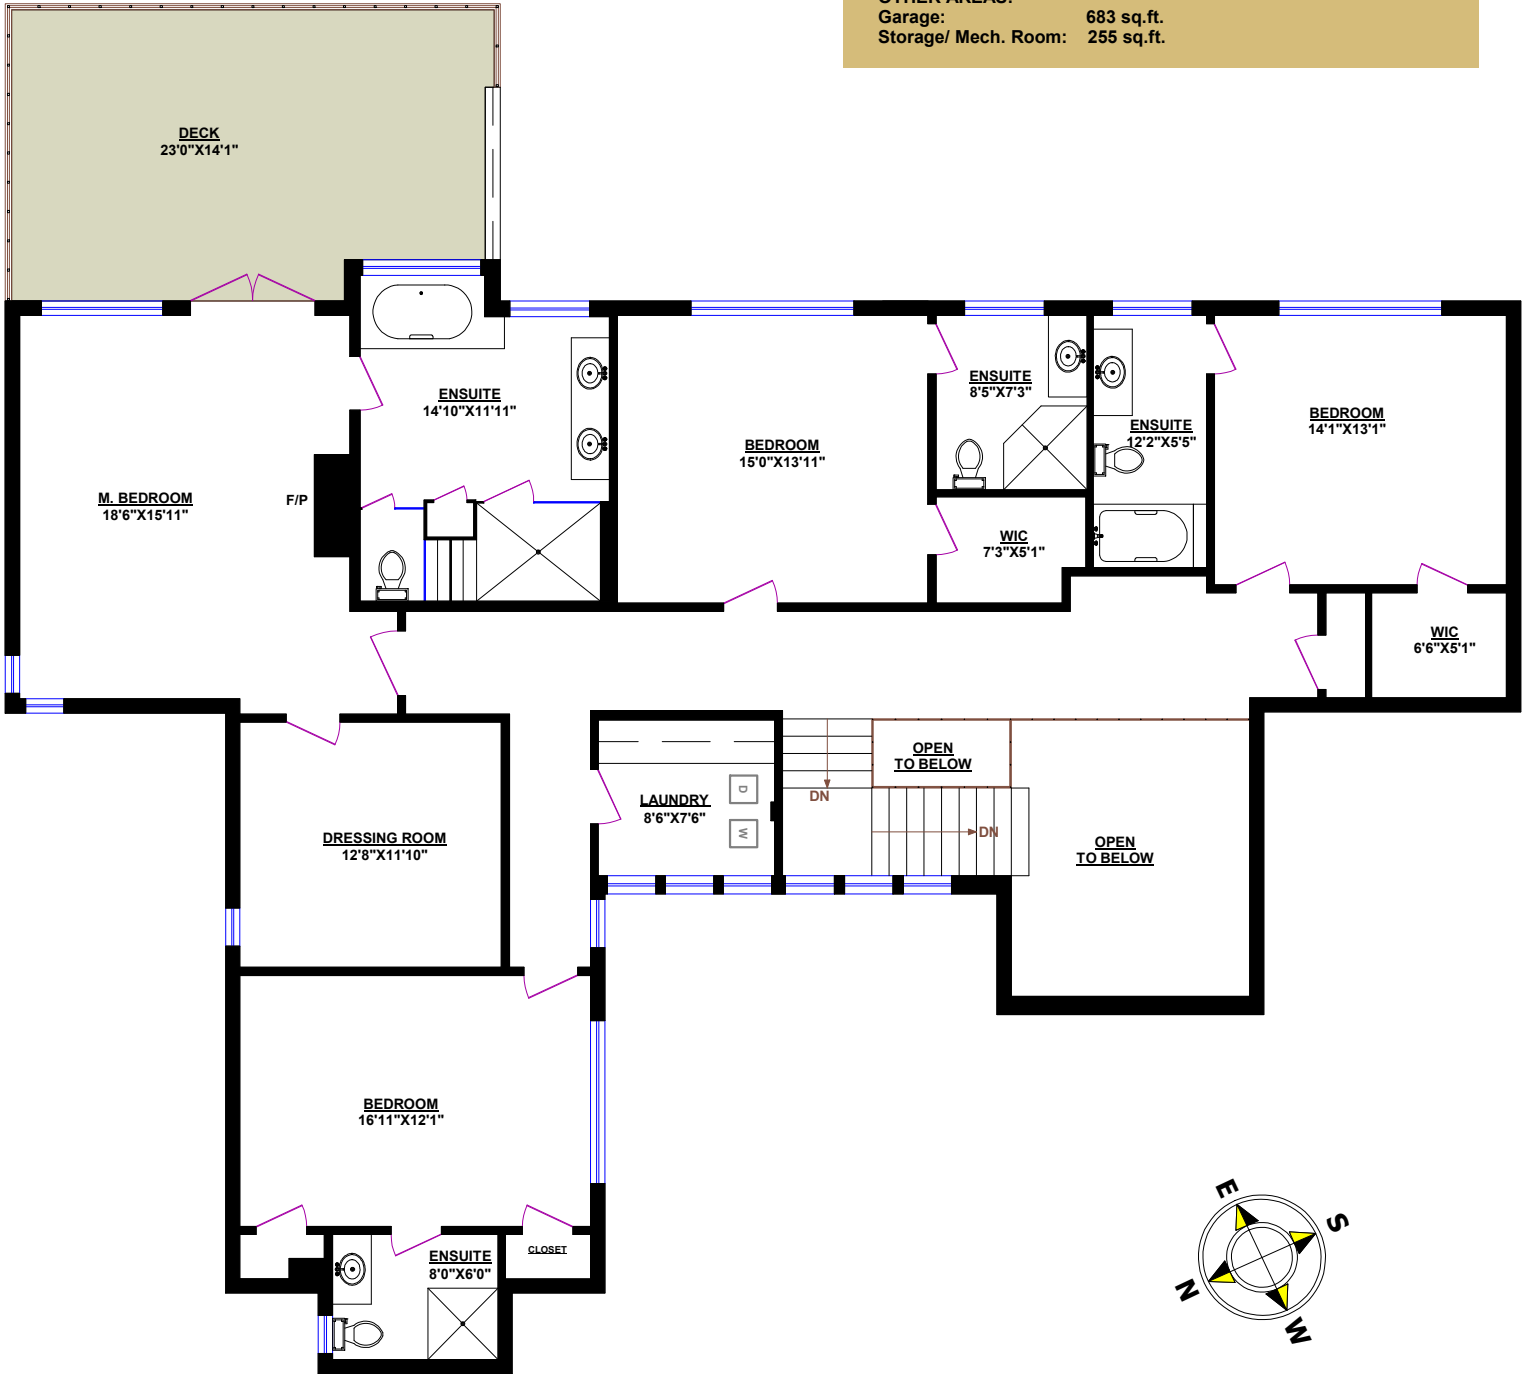 OTHER AREAS:
Garage: 683 sq.ft.
Storage/ Mech. Room: 255 sq.ft.
DECK
23'0"X14'1"
ENSUITE
14'10"X11'11"
ENSUITE
8'5"X7'3"
BEDROOM
14'1"X13'1"
ENSUITE
12'2"X5'5"
BEDROOM
15'0"X13'11"
M. BEDROOM
18'6"X15'11"
F/P
WIC
7'3"X5'1"
WIC
6'6"X5'1"
OPEN
TO BELOW
DN
D
LAUNDRY
8'6"X7'6"
W
DN
DRESSING ROOM
12'8"X11'10"
OPEN
TO BELOW
BEDROOM
16'11"X12'1"
ENSUITE
8'0"X6'0"
CLOSET
E
S
N
W